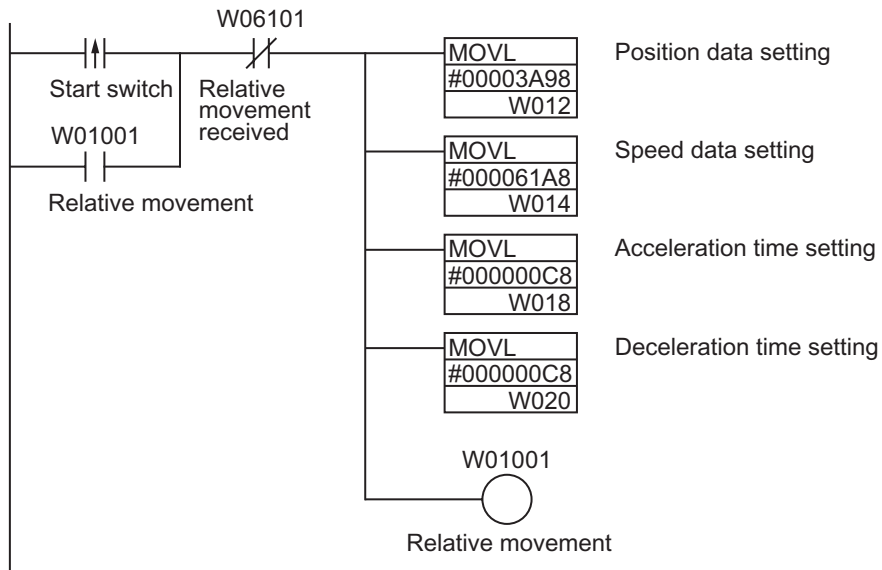 W06101
Start switch
Relative
movement
received
W01001
Relative movement
MOVL
#00003A98
W012
Position data setting
MOVL
#000061A8
W014
Speed data setting
MOVL
#000000C8
W018
Acceleration time setting
MOVL
#000000C8
W020
Deceleration time setting
W01001
Relative movement